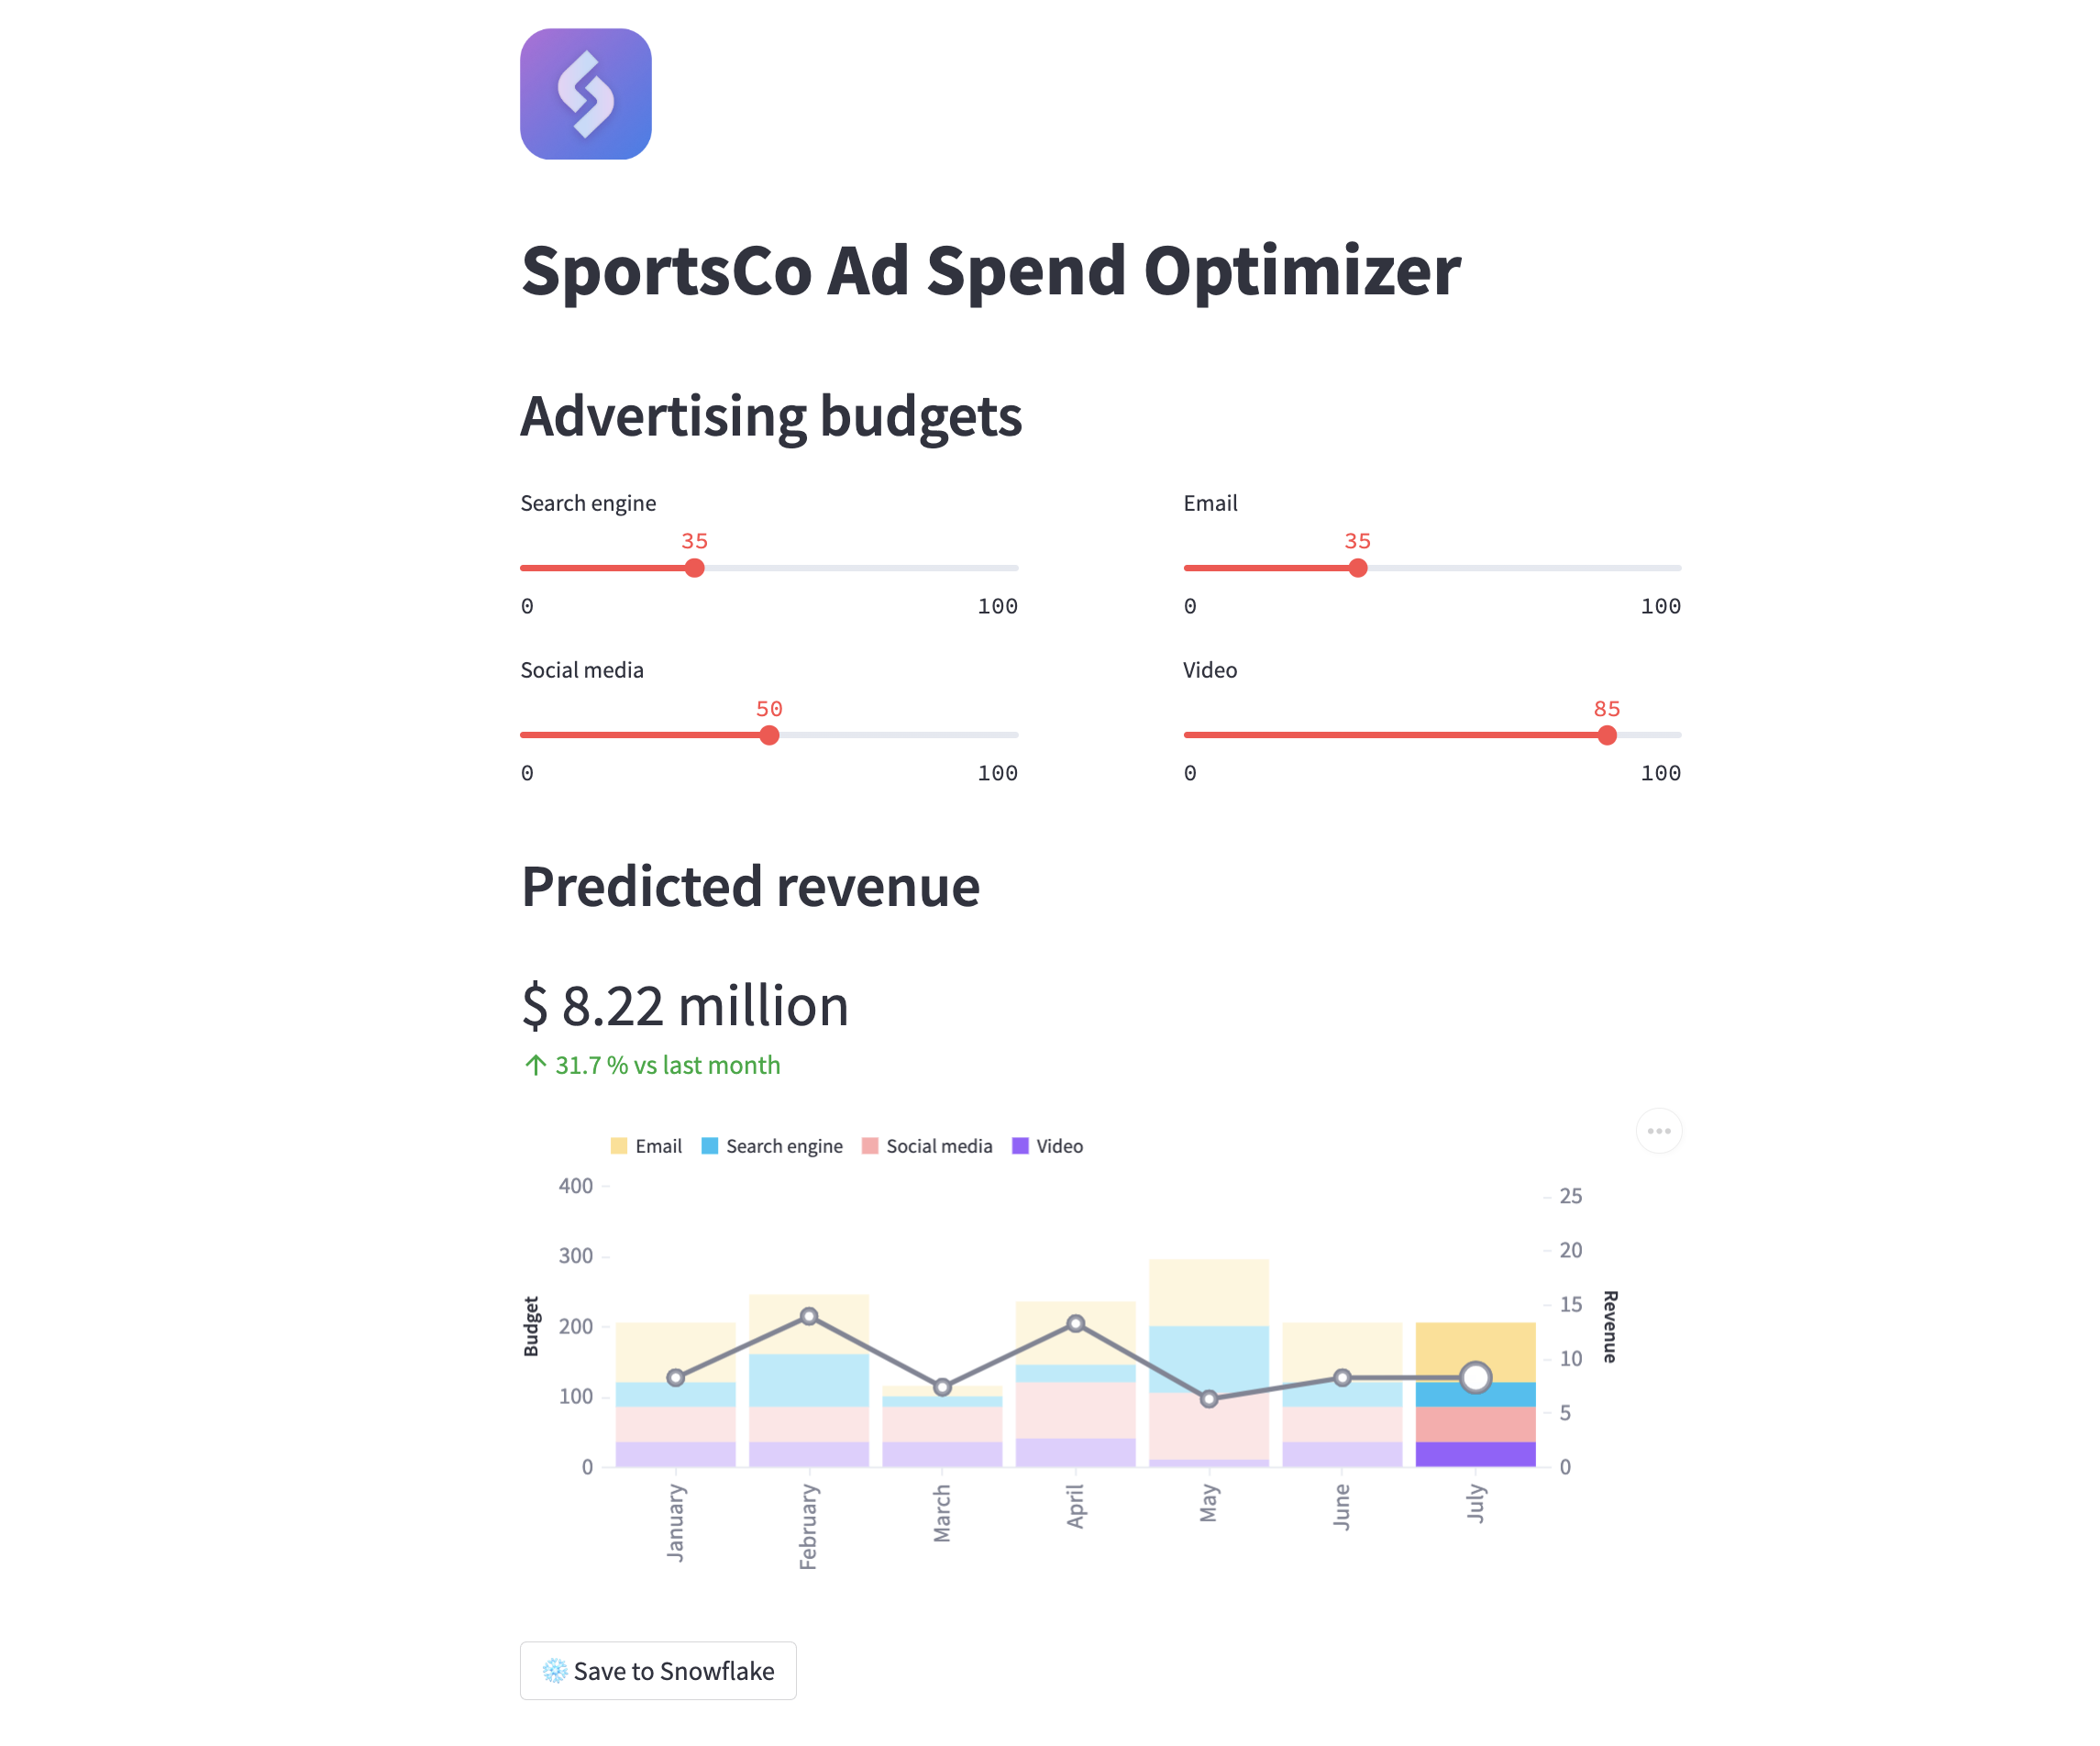 SportsCo Ad Spend Optimizer
Advertising budgets
Search engine
35
0 100
Email
35
0 100
Social media
50
0 100
Video
85
0 100
Predicted revenue
$ 8.22 million
↑ 31.7 % vs last month
Email Search engine Social media Video
400
300
200
100
0
Budget
25
20
15
10
5
0
Revenue
January
February
March
April
May
June
July
Save to Snowflake